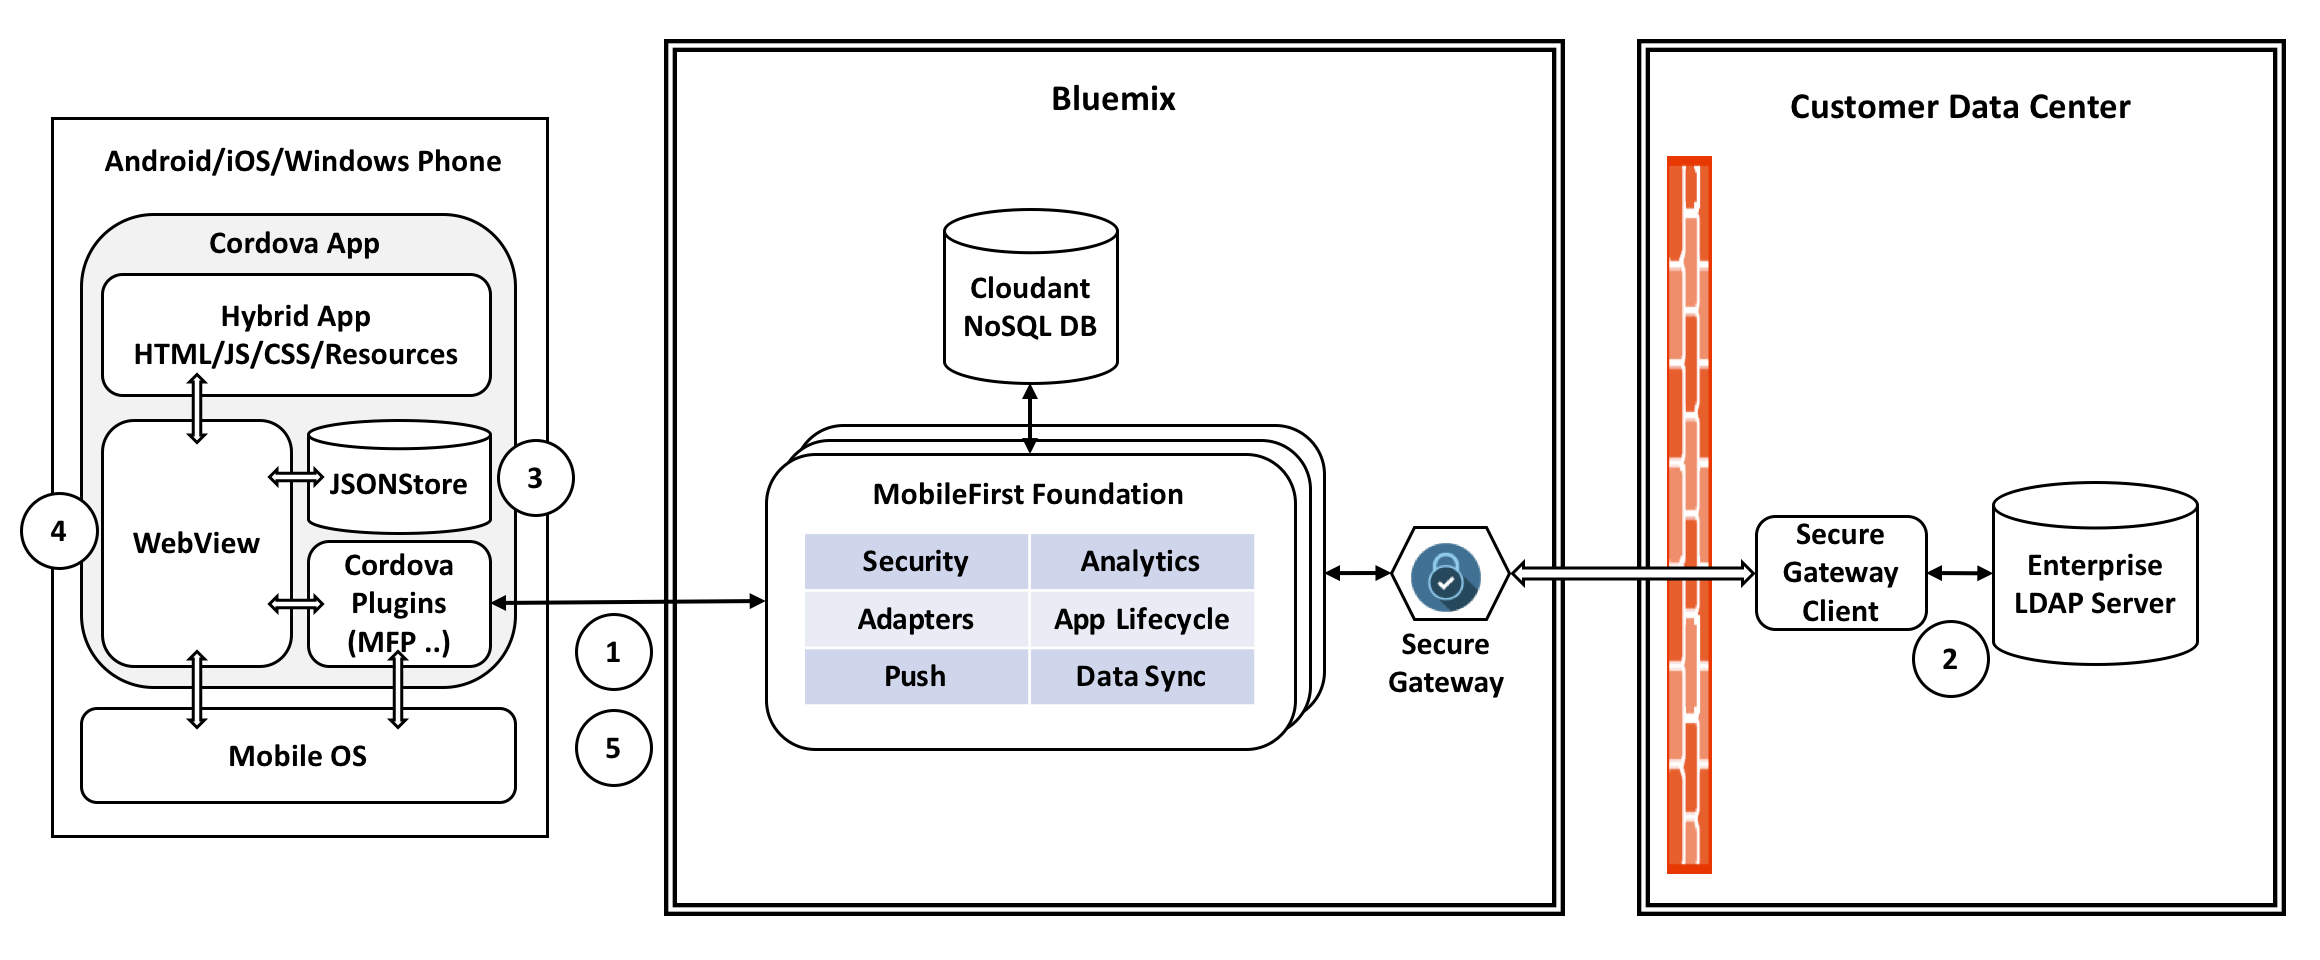 Android/iOS/Windows Phone
Cordova App
Hybrid App
HTML/JS/CSS/Resources
WebView
JSONStore
Cordova
Plugins
(MFP ..)
Mobile OS
4
3
1
5
Bluemix
Cloudant
NoSQL DB
MobileFirst Foundation
Security
Analytics
Adapters
App Lifecycle
Push
Data Sync
Secure
Gateway
Customer Data Center
Secure
Gateway
Client
Enterprise
LDAP Server
2